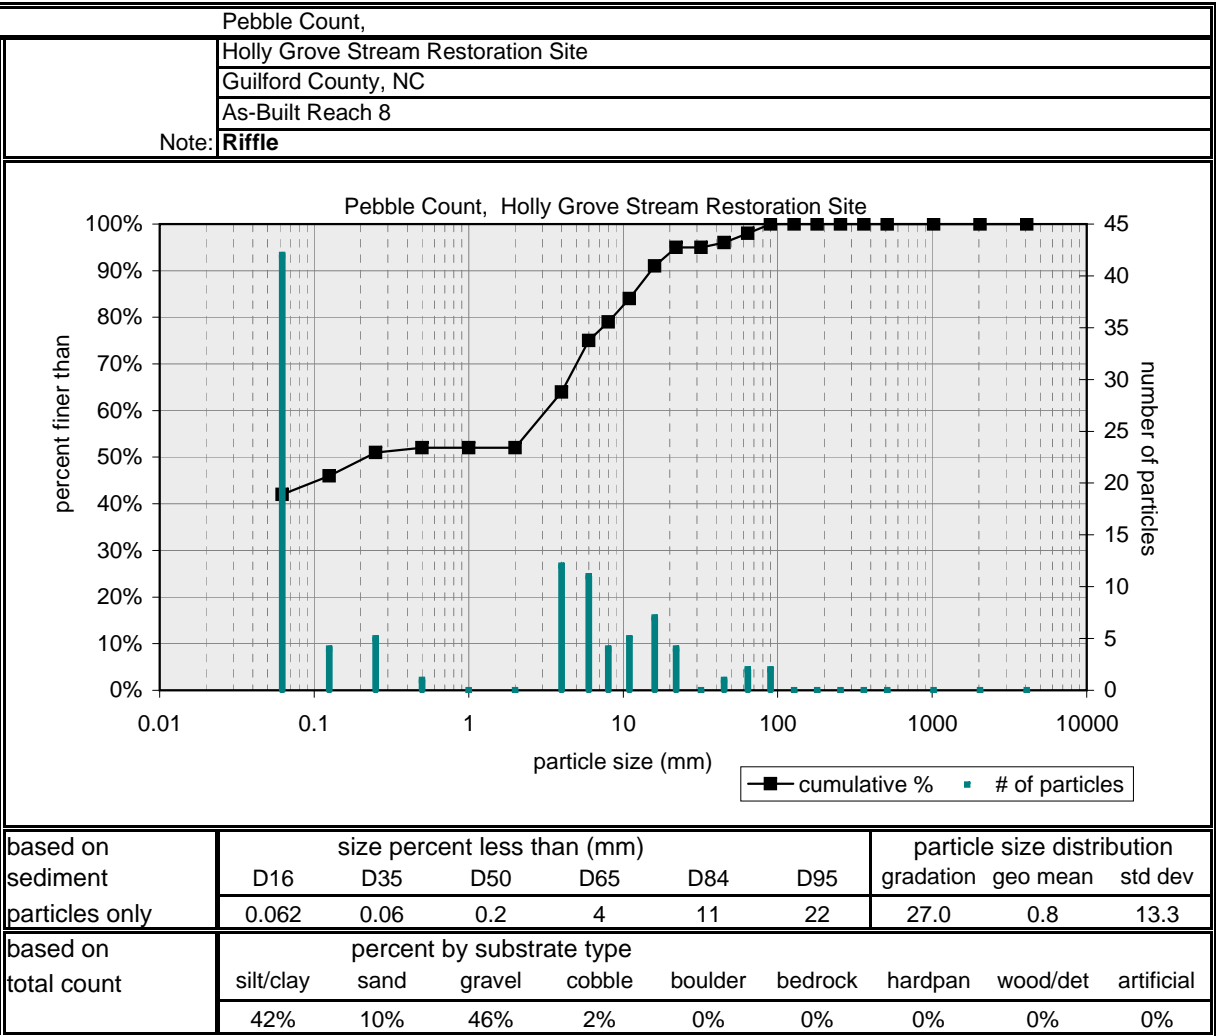 Pebble Count,
Holly Grove Stream Restoration Site
Guilford County, NC
As-Built Reach 8
Note: Riffle
Pebble Count, Holly Grove Stream Restoration Site
100%
90%
80%
70%
60%
50%
40%
30%
20%
10%
0%
percent finer than
45
40
35
30
25
20
15
10
5
0
number of particles
0.01 0.1 1 10 100 1000 10000
particle size (mm)
cumulative % # of particles
based on size percent less than (mm) particle size distribution
sediment D16 D35 D50 D65 D84 D95 gradation geo mean std dev
particles only 0.062 0.06 0.2 4 11 22 27.0 0.8 13.3
based on percent by substrate type
total count silt/clay sand gravel cobble boulder bedrock hardpan wood/det artificial
42% 10% 46% 2% 0% 0% 0% 0% 0%